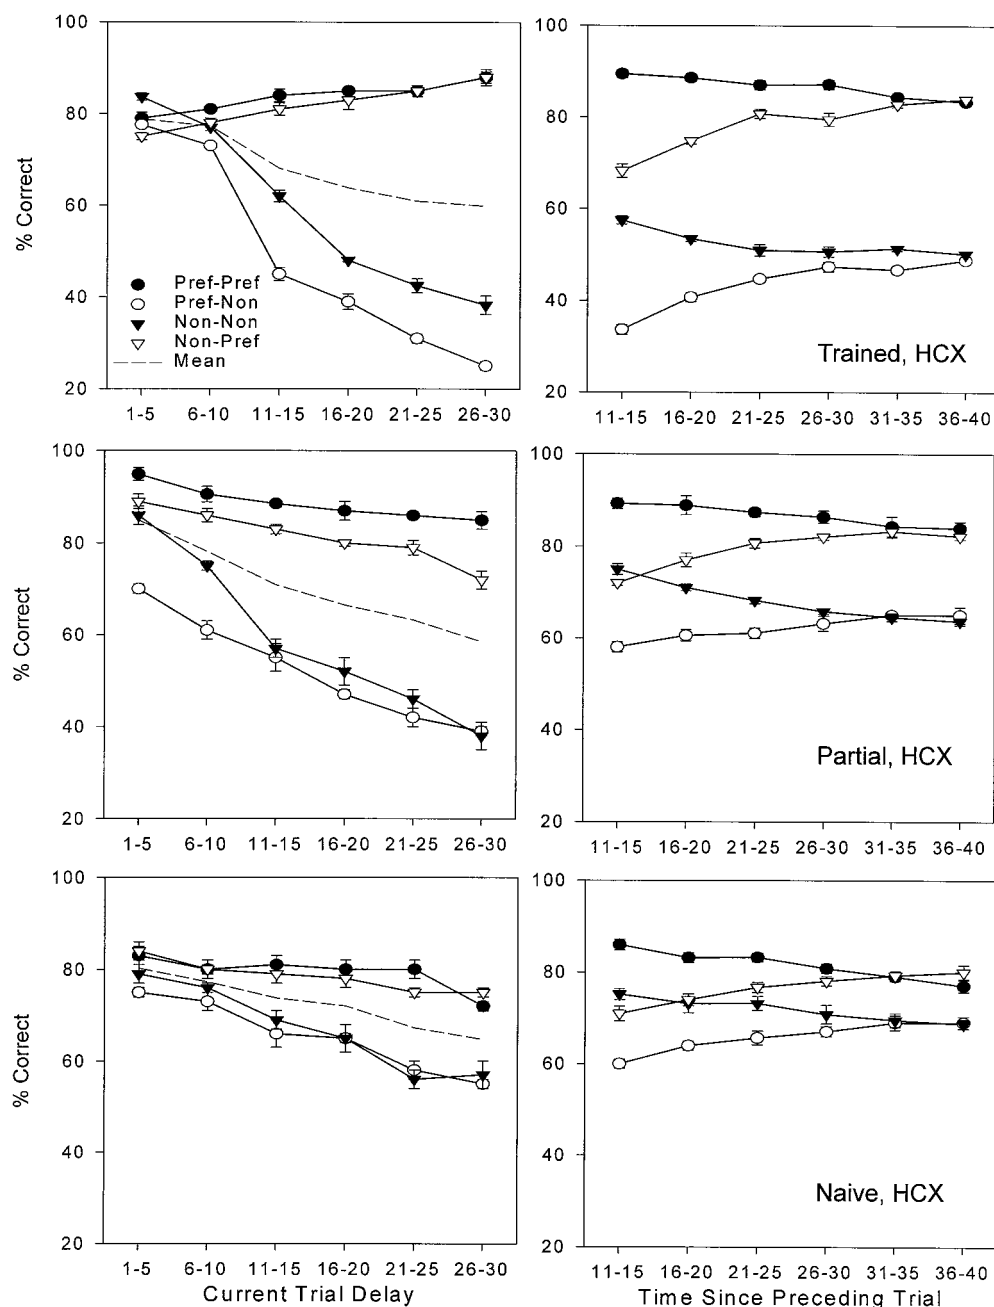 100
80
60
40
20
% Correct
Pref-Pref
Pref-Non
Non-Non
Non-Pref
Mean
1-5 6-10 11-15 16-20 21-25 26-30
100
80
60
40
20
Trained, HCX
11-15 16-20 21-25 26-30 31-35 36-40
100
80
60
40
20
% Correct
1-5 6-10 11-15 16-20 21-25 26-30
100
80
60
40
20
Partial, HCX
11-15 16-20 21-25 26-30 31-35 36-40
100
80
60
40
20
% Correct
1-5 6-10 11-15 16-20 21-25 26-30
Current Trial Delay
100
80
60
40
20
Naive, HCX
11-15 16-20 21-25 26-30 31-35 36-40
Time Since Preceding Trial